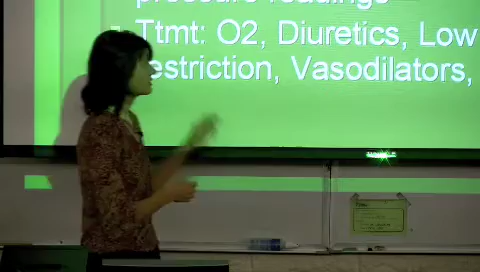 pressure readings
Ttmt: O2, Diuretics, Low
estriction, Vasodilators,